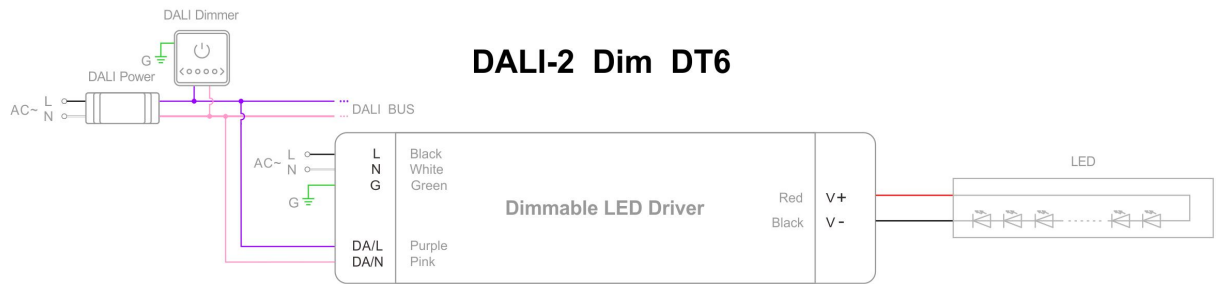 DALI Dimmer
G
<ooooo>
DALI Power
DALI-2 Dim DT6
AC~ L
N
DALI BUS
AC~ L
N
G
L Black
N White
G Green
Dimmable LED Driver
DA/L Purple
DA/N Pink
Red V+
Black V-
LED